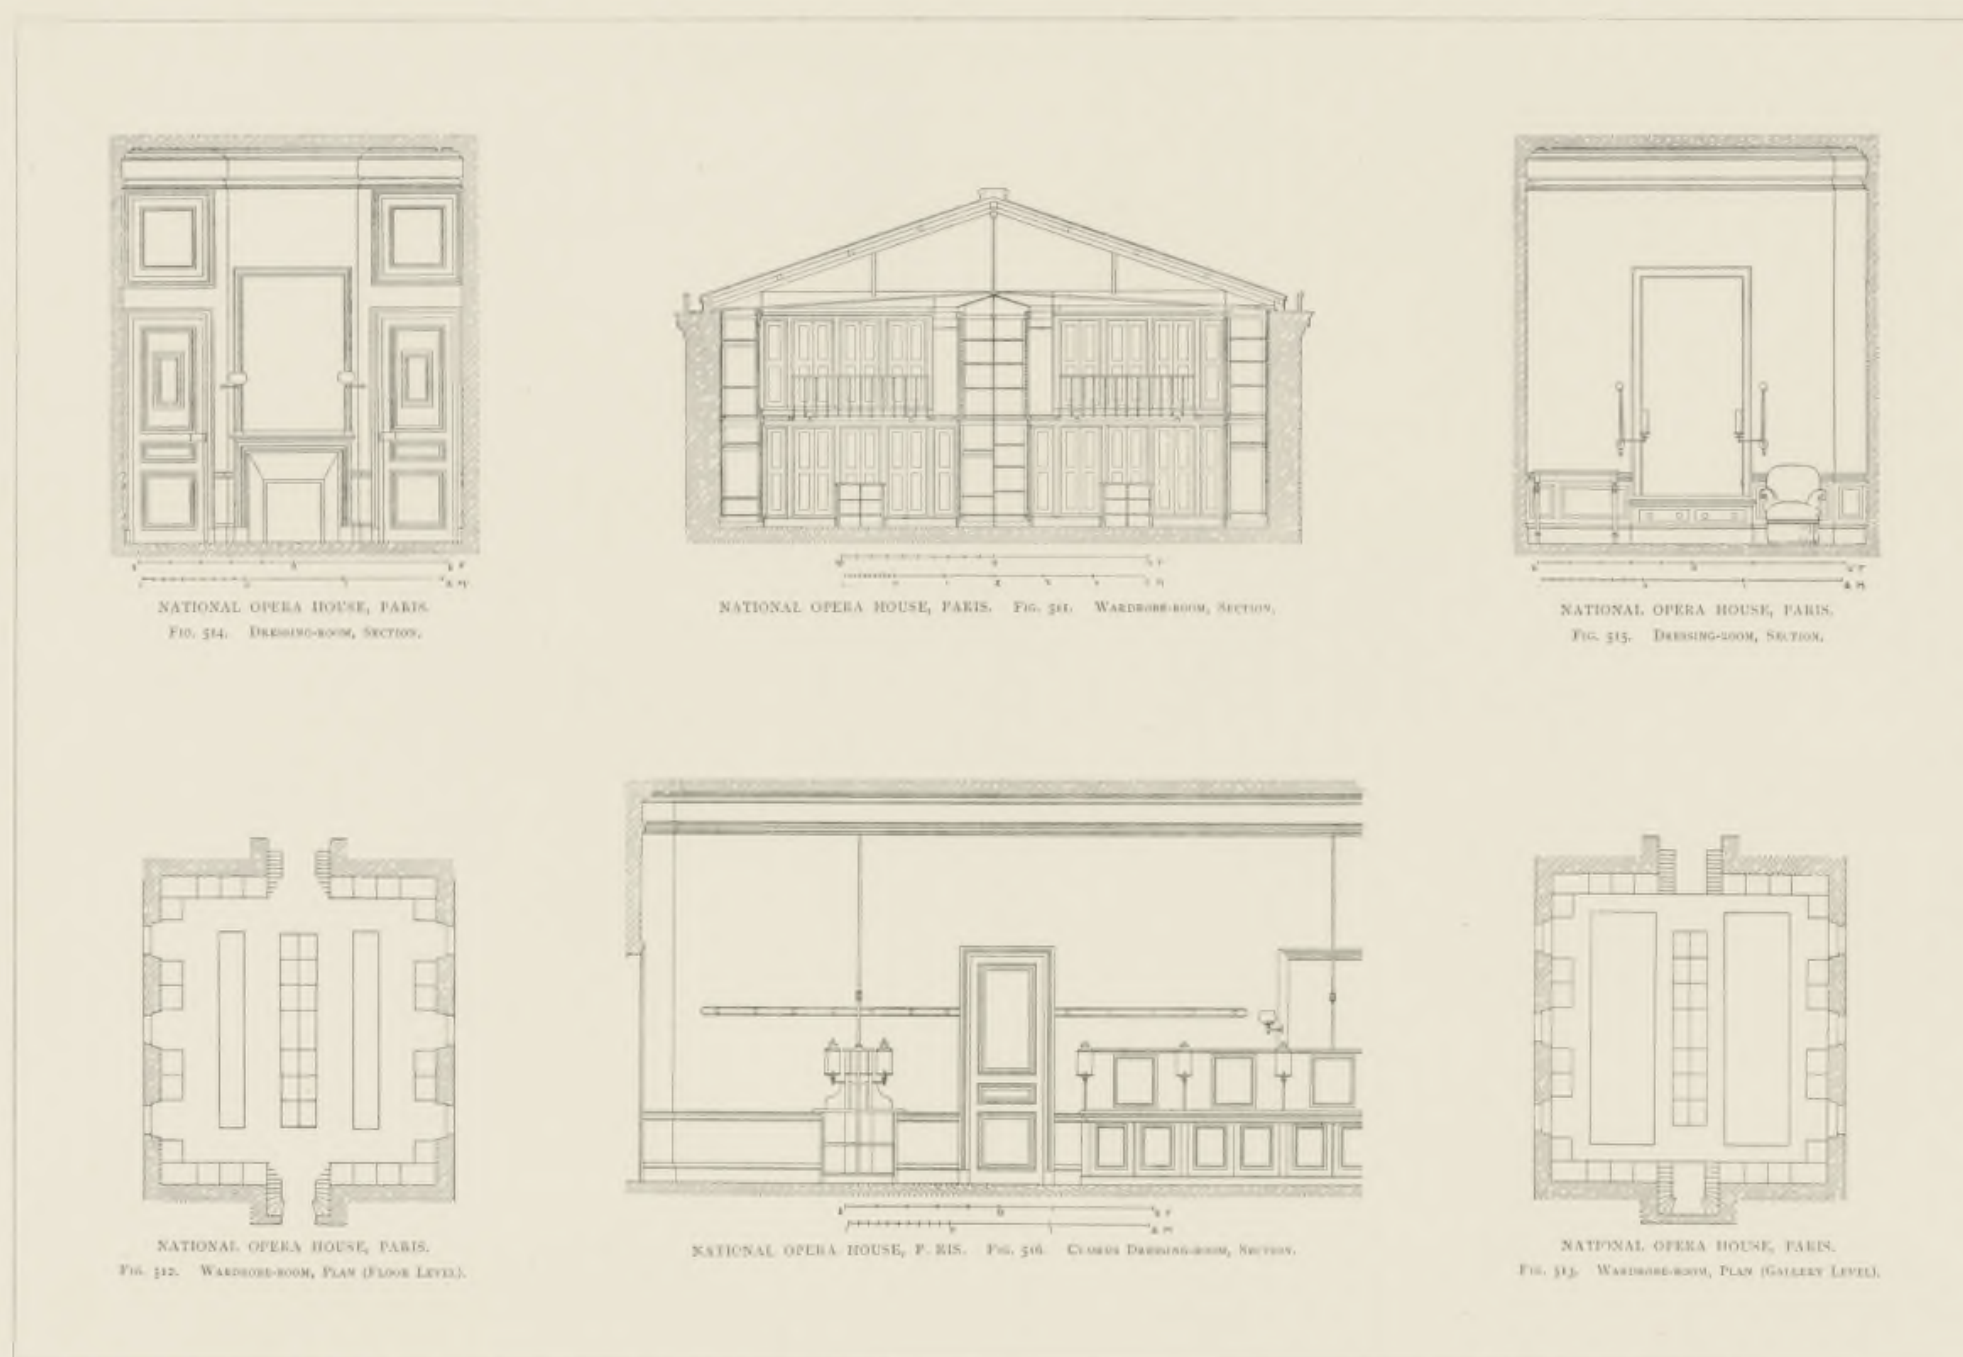 NATIONAL OPERA HOUSE, PARIS.
FIG. 514. DRESSING-ROOM, SECTION.
NATIONAL OPERA HOUSE, PARIS. FIG. 511. WARDROBE-ROOM, SECTION.
NATIONAL OPERA HOUSE, PARIS.
FIG. 515. DRESSING-ROOM, SECTION.
NATIONAL OPERA HOUSE, PARIS.
FIG. 512. WARDROBE-ROOM, PLAN (FLOOR LEVEL).
NATIONAL OPERA HOUSE, P RIS. FIG. 516. CHORUS DRESSING-ROOM, SECTION.
NATIONAL OPERA HOUSE, PARIS.
FIG. 513. WARDROBE-ROOM, PLAN (GALLERY LEVEL).